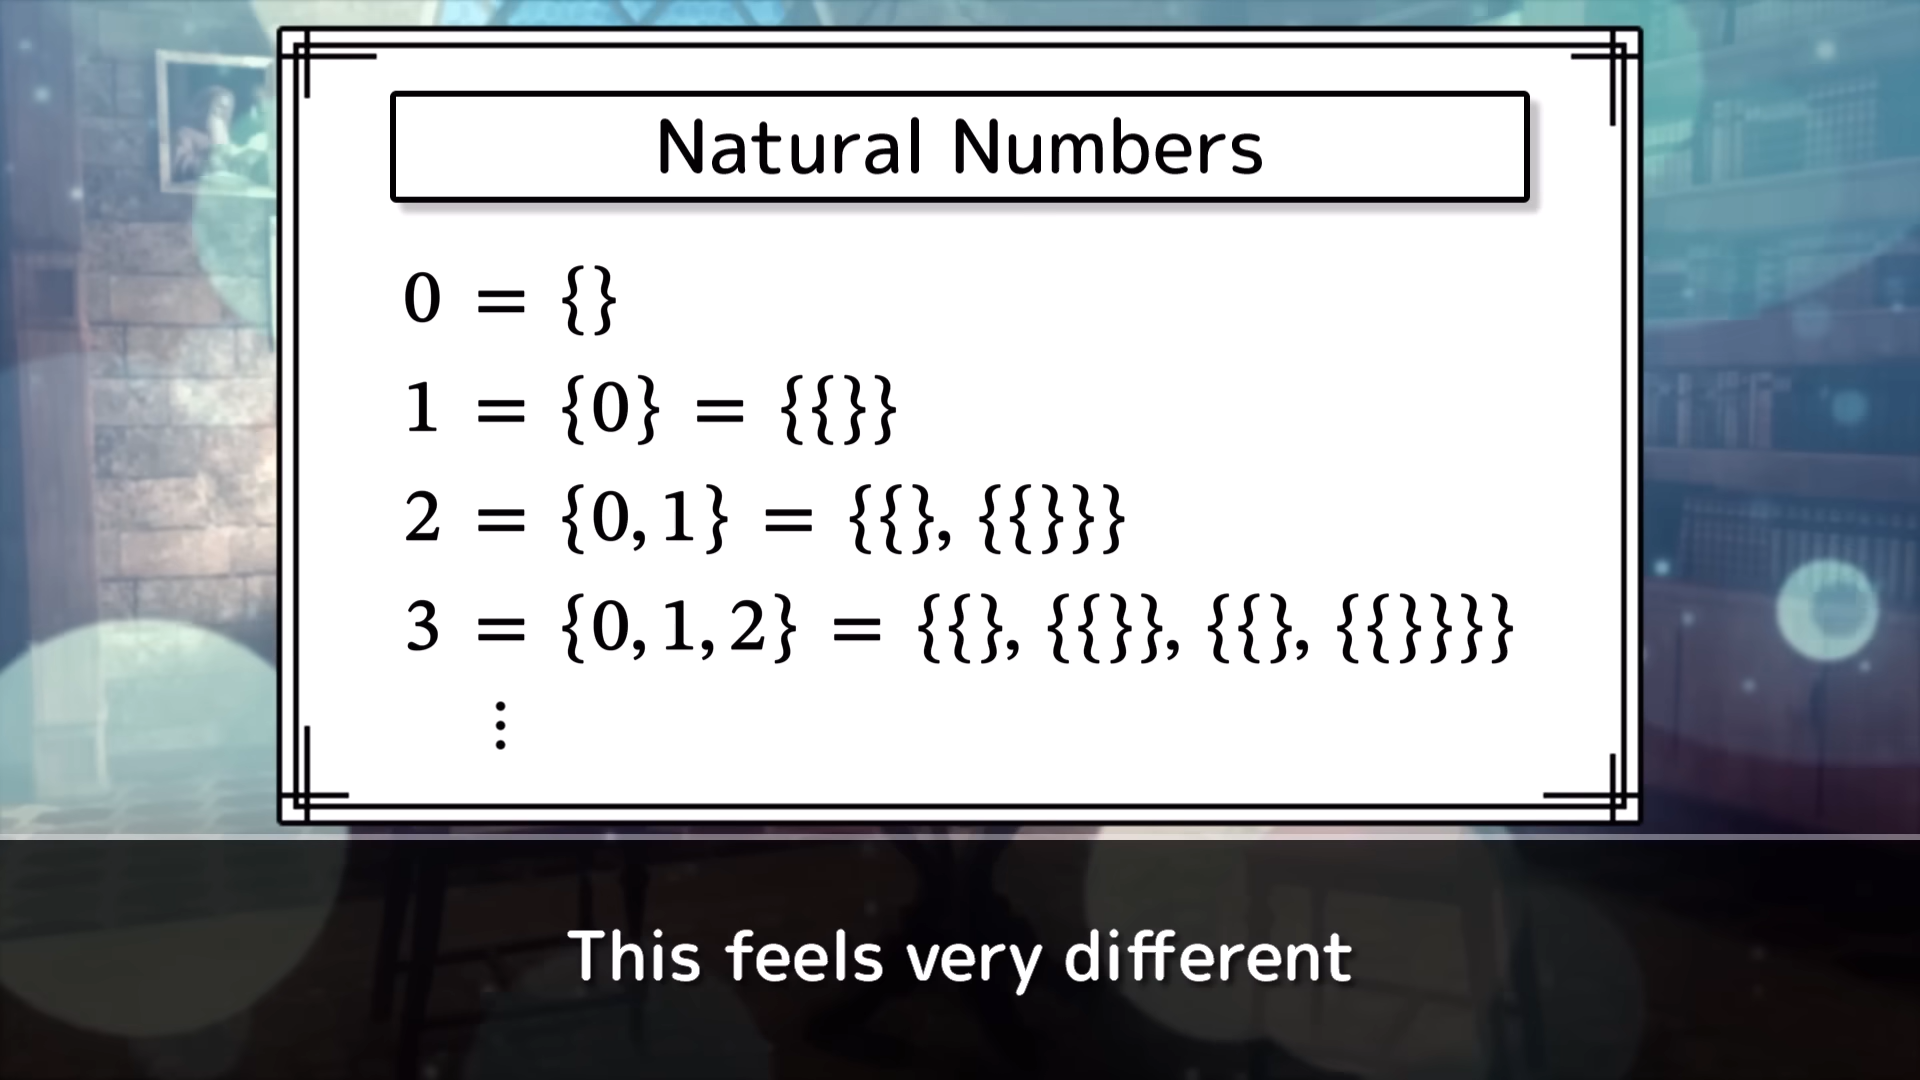 Natural Numbers
0 = {}
1 = {0} = {{}}
2 = {0, 1} = {{}, {{}}}
3 = {0, 1, 2} = {{}, {{}}, {{}, {{}}}}
⋮
This feels very different